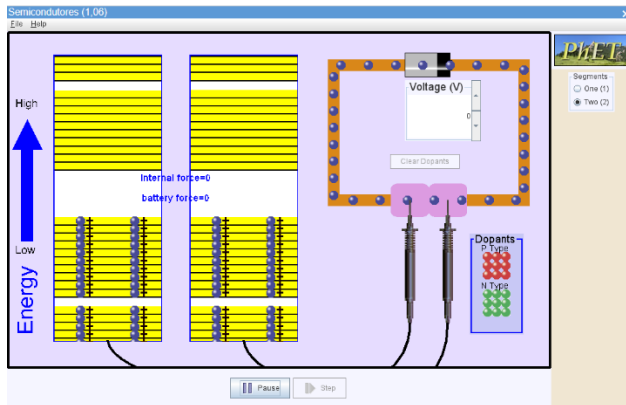 Semicondutores (1,06)
File Help
High
Low
Energy
Internal force=0
battery force=0
Voltage (V)
0
Clear Dopants
Dopants
P Type
N Type
PhET
Segments
One (1)
Two (2)
Pause
Step